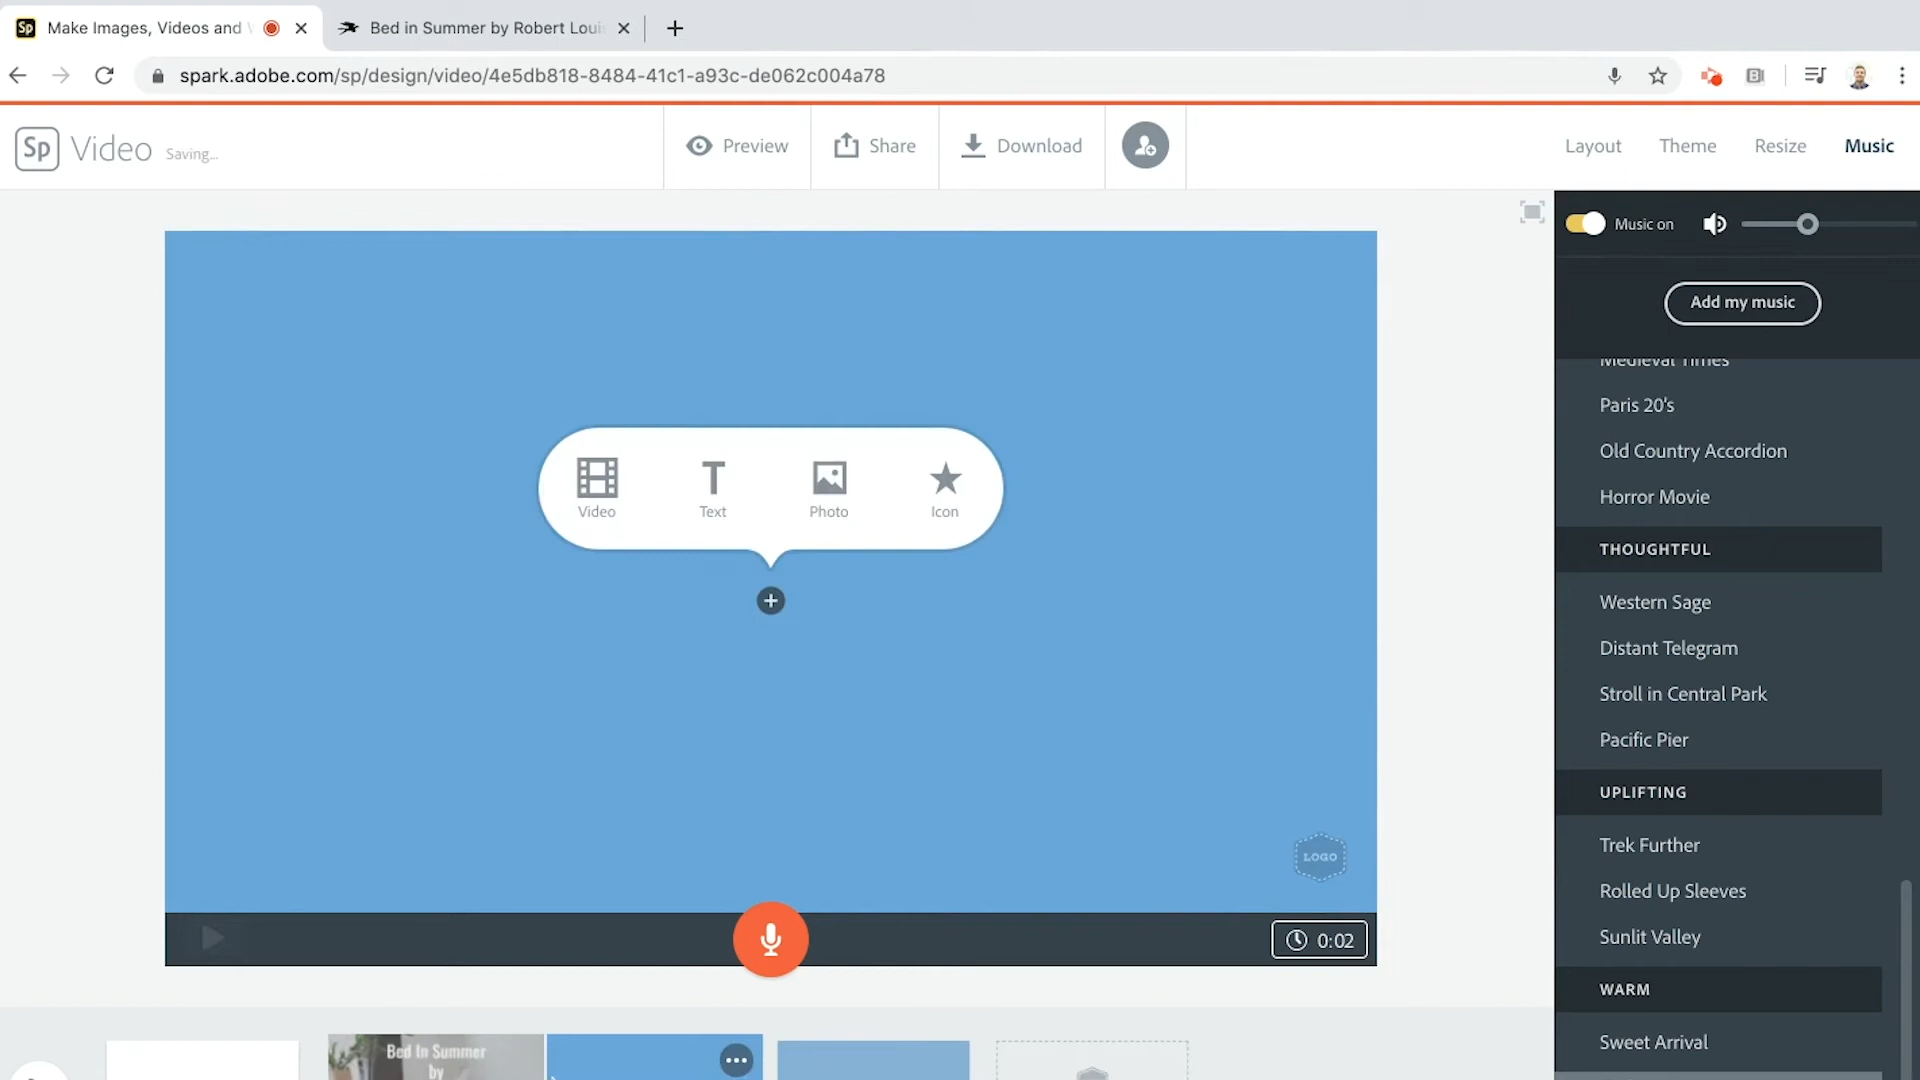 Sp Make Images, Videos and
Bed in Summer by Robert Loui
spark.adobe.com/sp/design/video/4e5db818-8484-41c1-a93c-de062c004a78
Sp Video Saving...
Preview
Share
Download
Layout
Theme
Resize
Music
Music on
Add my music
Medieval Times
Paris 20's
Old Country Accordion
Horror Movie
THOUGHTFUL
Western Sage
Distant Telegram
Stroll in Central Park
Pacific Pier
UPLIFTING
Trek Further
Rolled Up Sleeves
Sunlit Valley
WARM
Sweet Arrival
Video
Text
Photo
Icon
LOGO
0:02
Bed In Summer
by